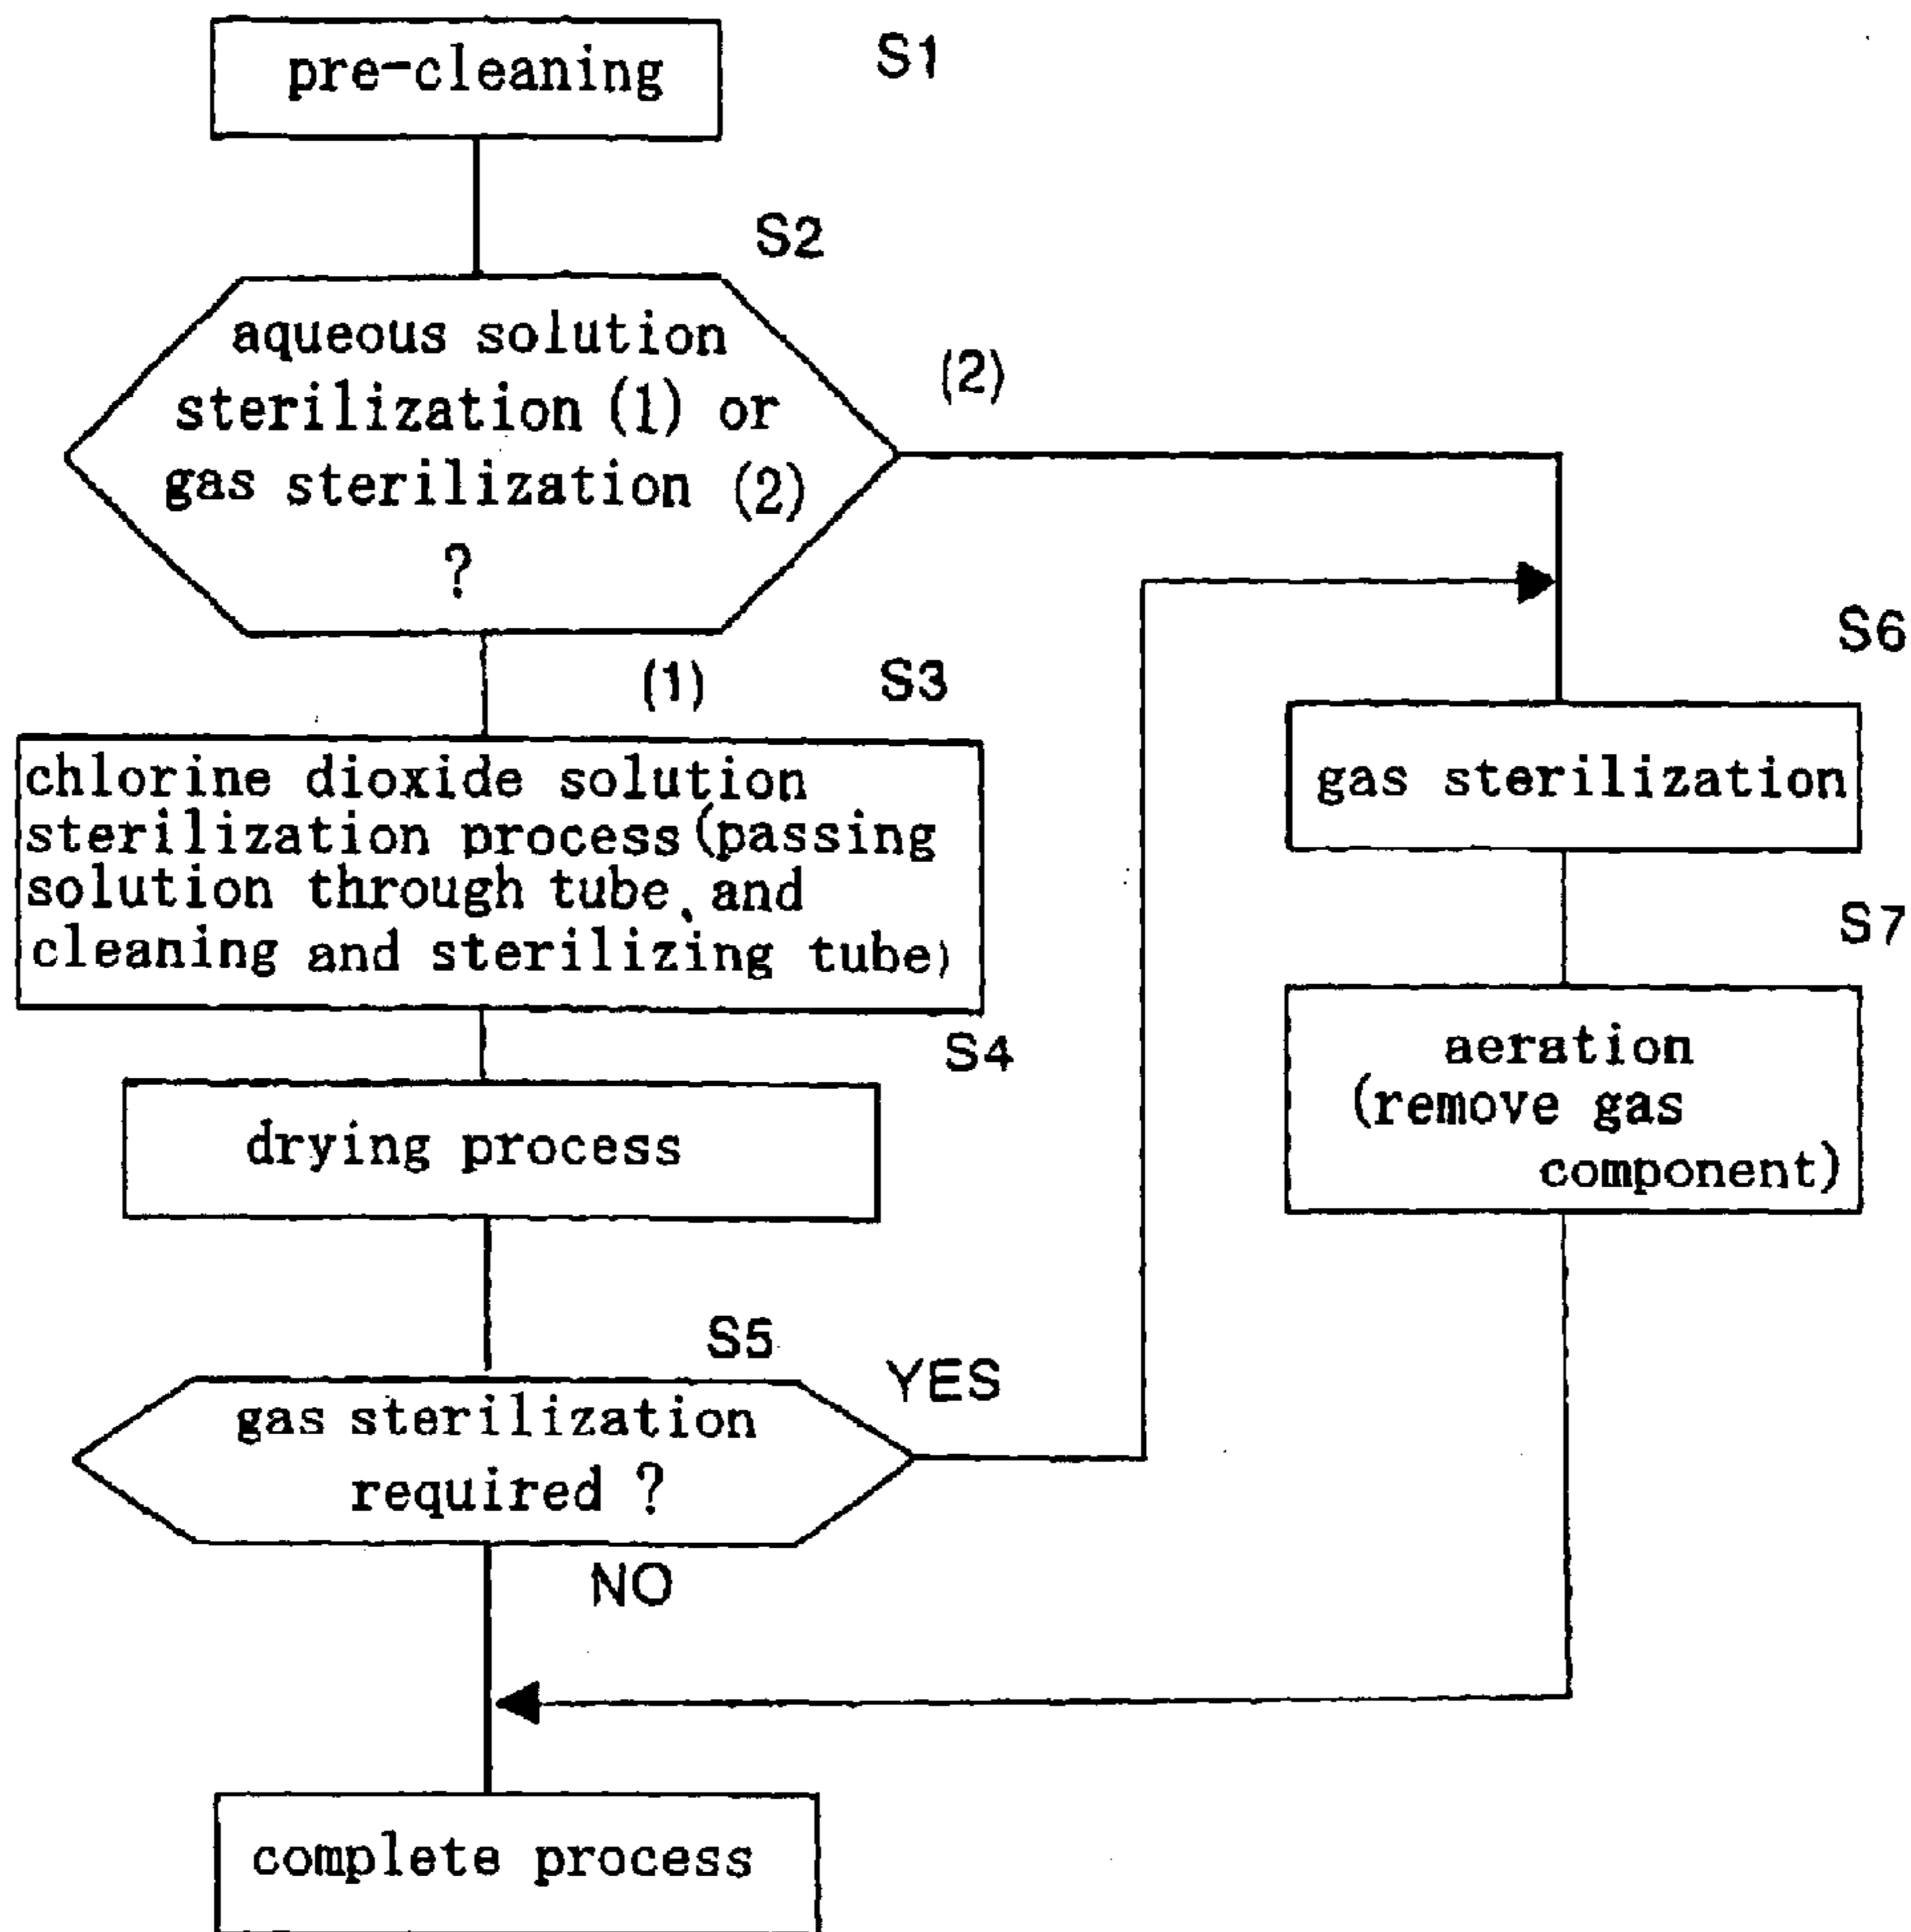 pre-cleaning
S1
S2
aqueous solution
sterilization (1) or
gas sterilization (2)
?
(2)
(1)
S3
chlorine dioxide solution
sterilization process(passing
solution through tube, and
cleaning and sterilizing tube)
S4
drying process
S5
gas sterilization
required ?
YES
NO
S6
gas sterilization
S7
aeration
(remove gas
component)
complete process